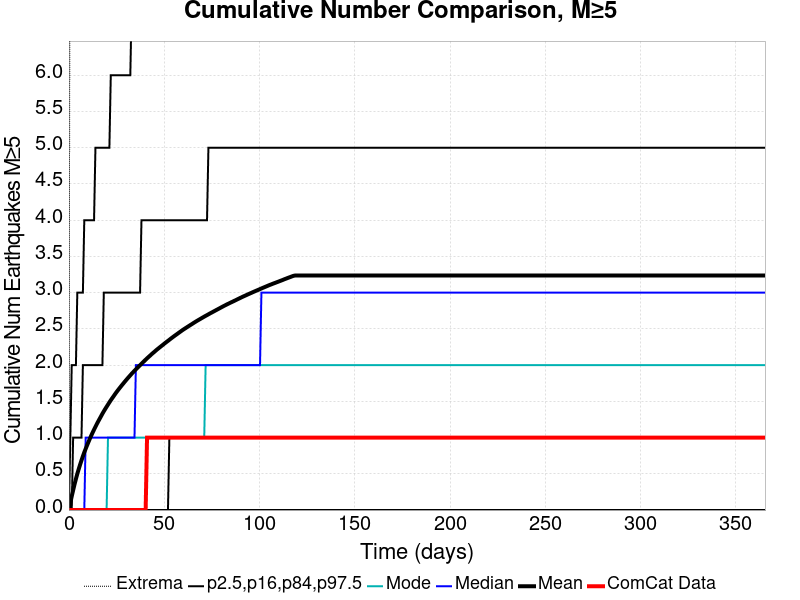 Cumulative Number Comparison, M≥5
Cumulative Num Earthquakes M≥5
6.0
5.5
5.0
4.5
4.0
3.5
3.0
2.5
2.0
1.5
1.0
0.5
0.0
0 50 100 150 200 250 300 350
Time (days)
Extrema p2.5,p16,p84,p97.5 Mode Median Mean ComCat Data